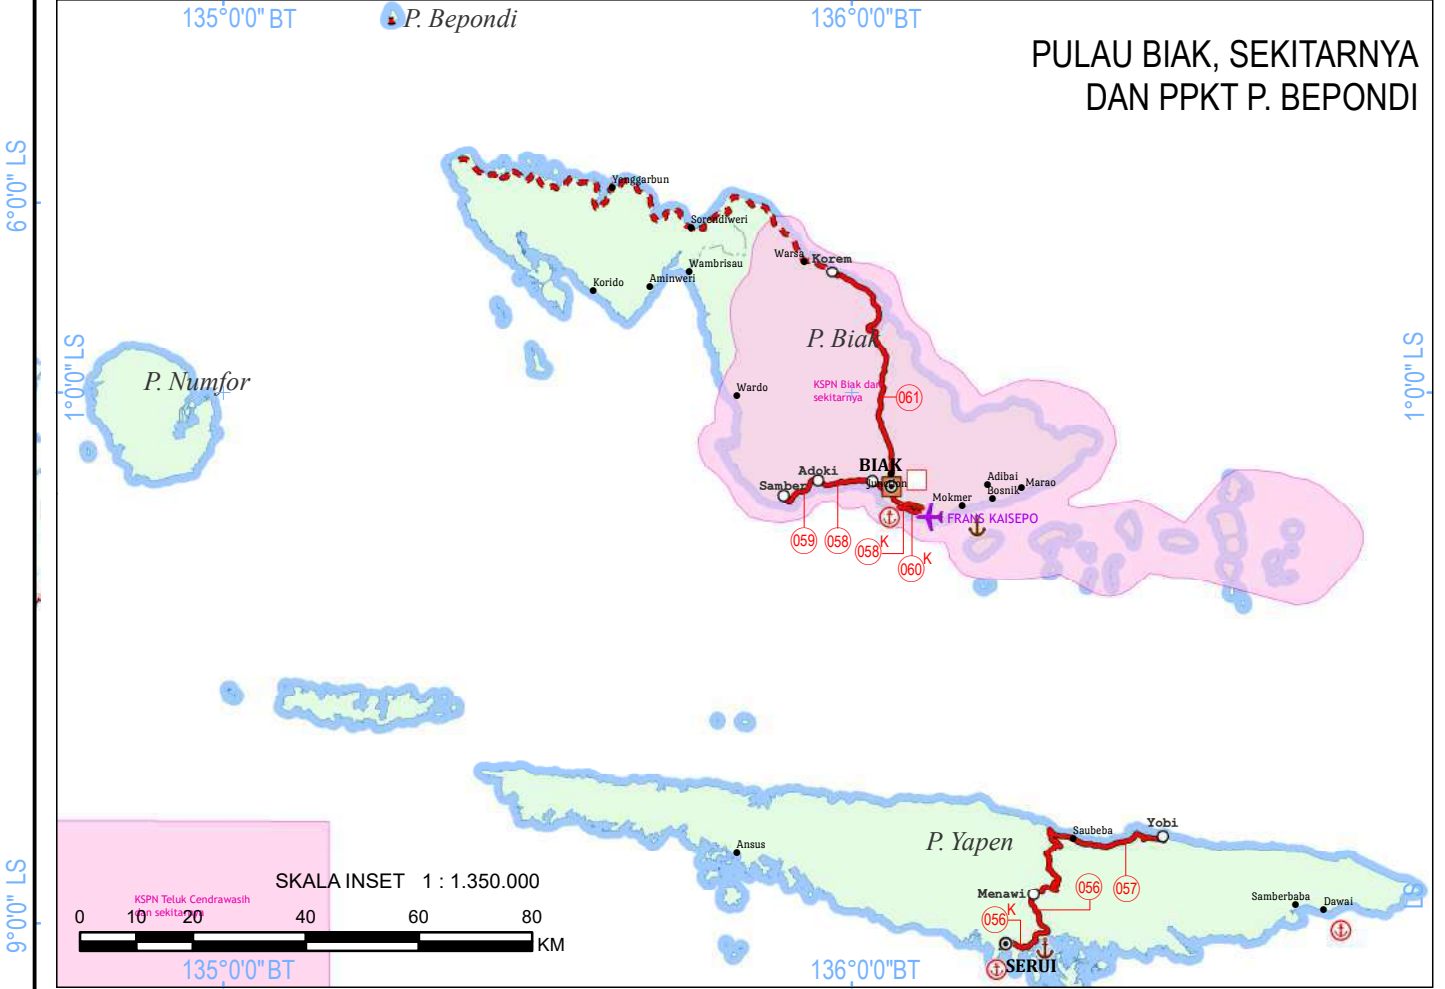 135°0'0" BT
P. Bepondi
136°0'0"BT
PULAU BIAK, SEKITARNYA
DAN PPKT P. BEPONDI
6°0'0" LS
Yenggarbun
Sorendiweri
Warsa
Korem
Wambrisau
Korido
Aminweri
P. Biak
P. Numfor
1°0'0" LS
1°0'0" LS
Wardo
KSPN Biak dan
sekitarnya
061
BIAK
Adoki
Samber
Adibai
Marao
Bosnik
Mokmer
FRANS KAISEPO
059
058
058 K
060 K
Yobi
Saubeba
P. Yapen
Ansus
9°0'0" LS
LS
SKALA INSET 1 : 1.350.000
KSPN Teluk Cendrawasih
dan sekitarnya
0 10 20 40 60 80
KM
Menawi
056
057
056 K
Samberbaba
Dawai
SERUI
135°0'0"BT
136°0'0"BT